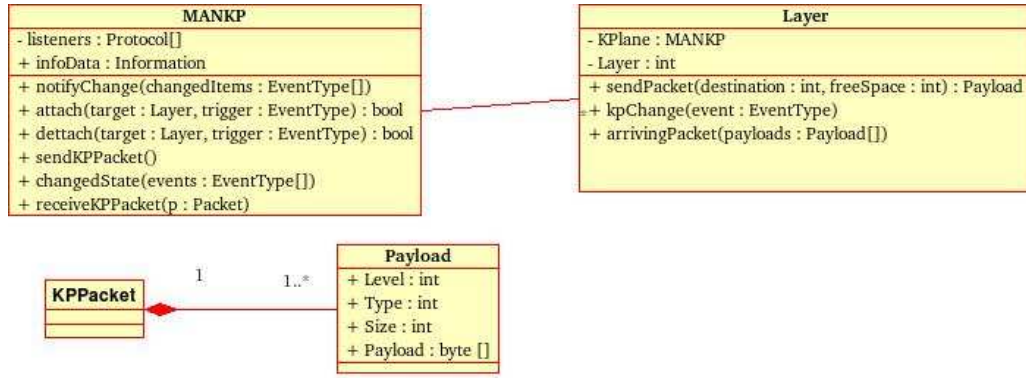 MANKP
- listeners : Protocol[]
+ infoData : Information
+ notifyChange(changedItems : EventType[])
+ attach(target : Layer, trigger : EventType) : bool
+ dettach(target : Layer, trigger : EventType) : bool
+ sendKPPacket()
+ changedState(events : EventType[])
+ receiveKPPacket(p : Packet)
Layer
- KPlane : MANKP
- Layer : int
+ sendPacket(destination : int, freeSpace : int) : Payload
+ kpChange(event : EventType)
+ arrivingPacket(payloads : Payload[])
KPPacket
1
1..*
Payload
+ Level : int
+ Type : int
+ Size : int
+ Payload : byte []